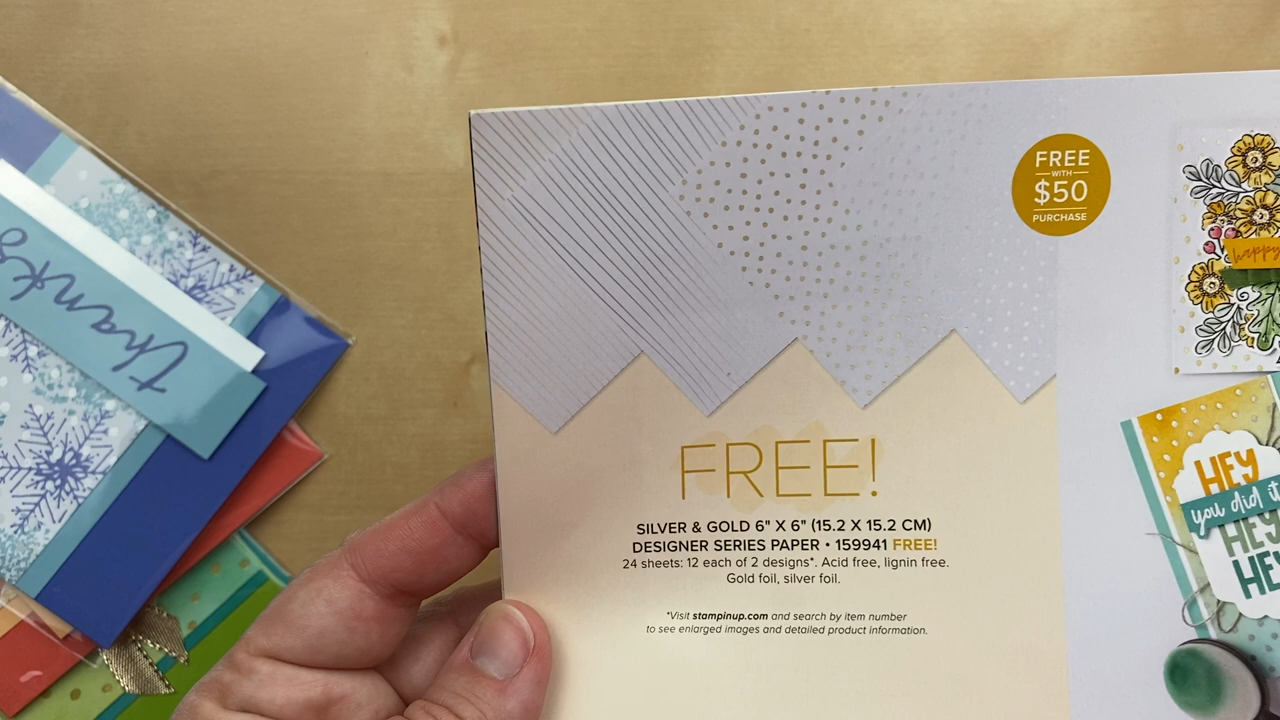 thanks
FREE
WITH
$50
PURCHASE
happy
FREE!
SILVER & GOLD 6" X 6" (15.2 X 15.2 CM)
DESIGNER SERIES PAPER • 159941 FREE!
24 sheets: 12 each of 2 designs*. Acid free, lignin free.
Gold foil, silver foil.
*Visit stampinup.com and search by item number
to see enlarged images and detailed product information.
HEY
you did it
HEY
HEY